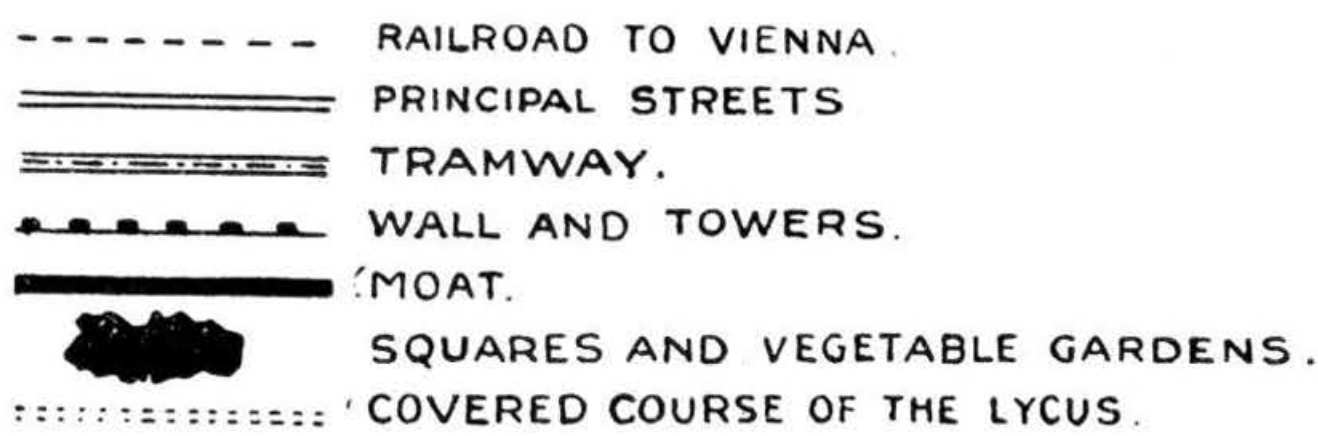 RAILROAD TO VIENNA.
PRINCIPAL STREETS
TRAMWAY.
WALL AND TOWERS.
MOAT.
SQUARES AND VEGETABLE GARDENS.
COVERED COURSE OF THE LYCUS.